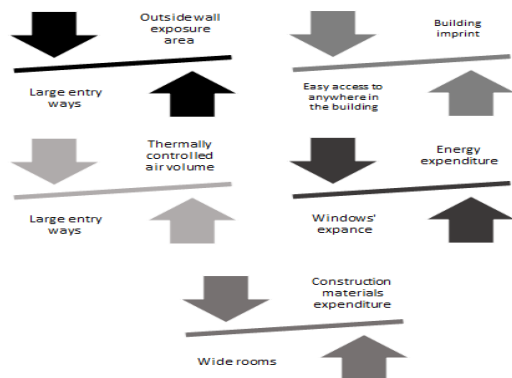 Outside wall
exposure
area
Large entry
ways
Building
imprint
Easy access to
anywhere in
the building
Thermally
controlled
air volume
Large entry
ways
Energy
expenditure
Windows'
expance
Construction
materials
expenditure
Wide rooms